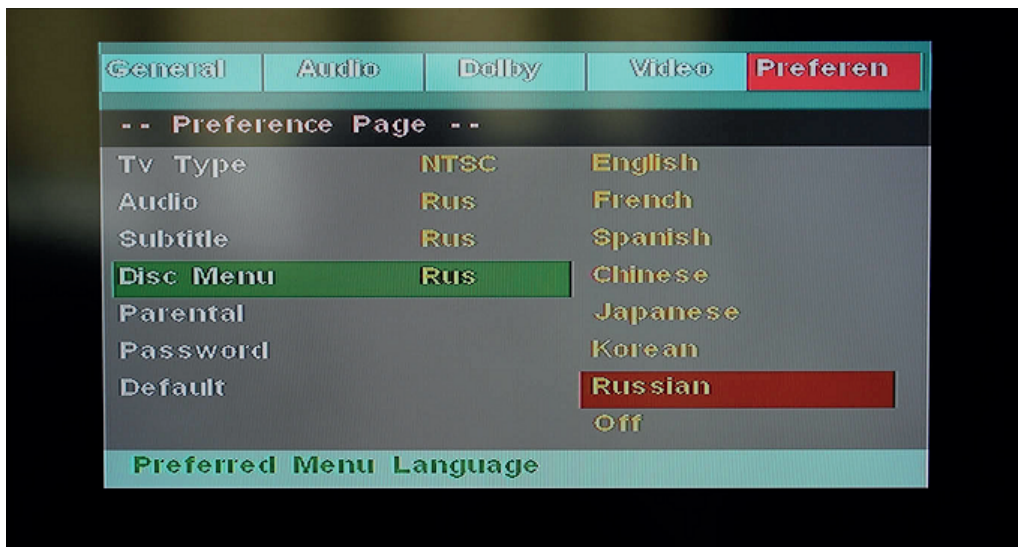 General Audio Dolby Video Preferen
-- Preference Page --
Tv Type NTSC English
Audio Rus French
Subtitle Rus Spanish
Disc Menu Rus Chinese
Parental Japanese
Password Korean
Default Russian
Off
Preferred Menu Language